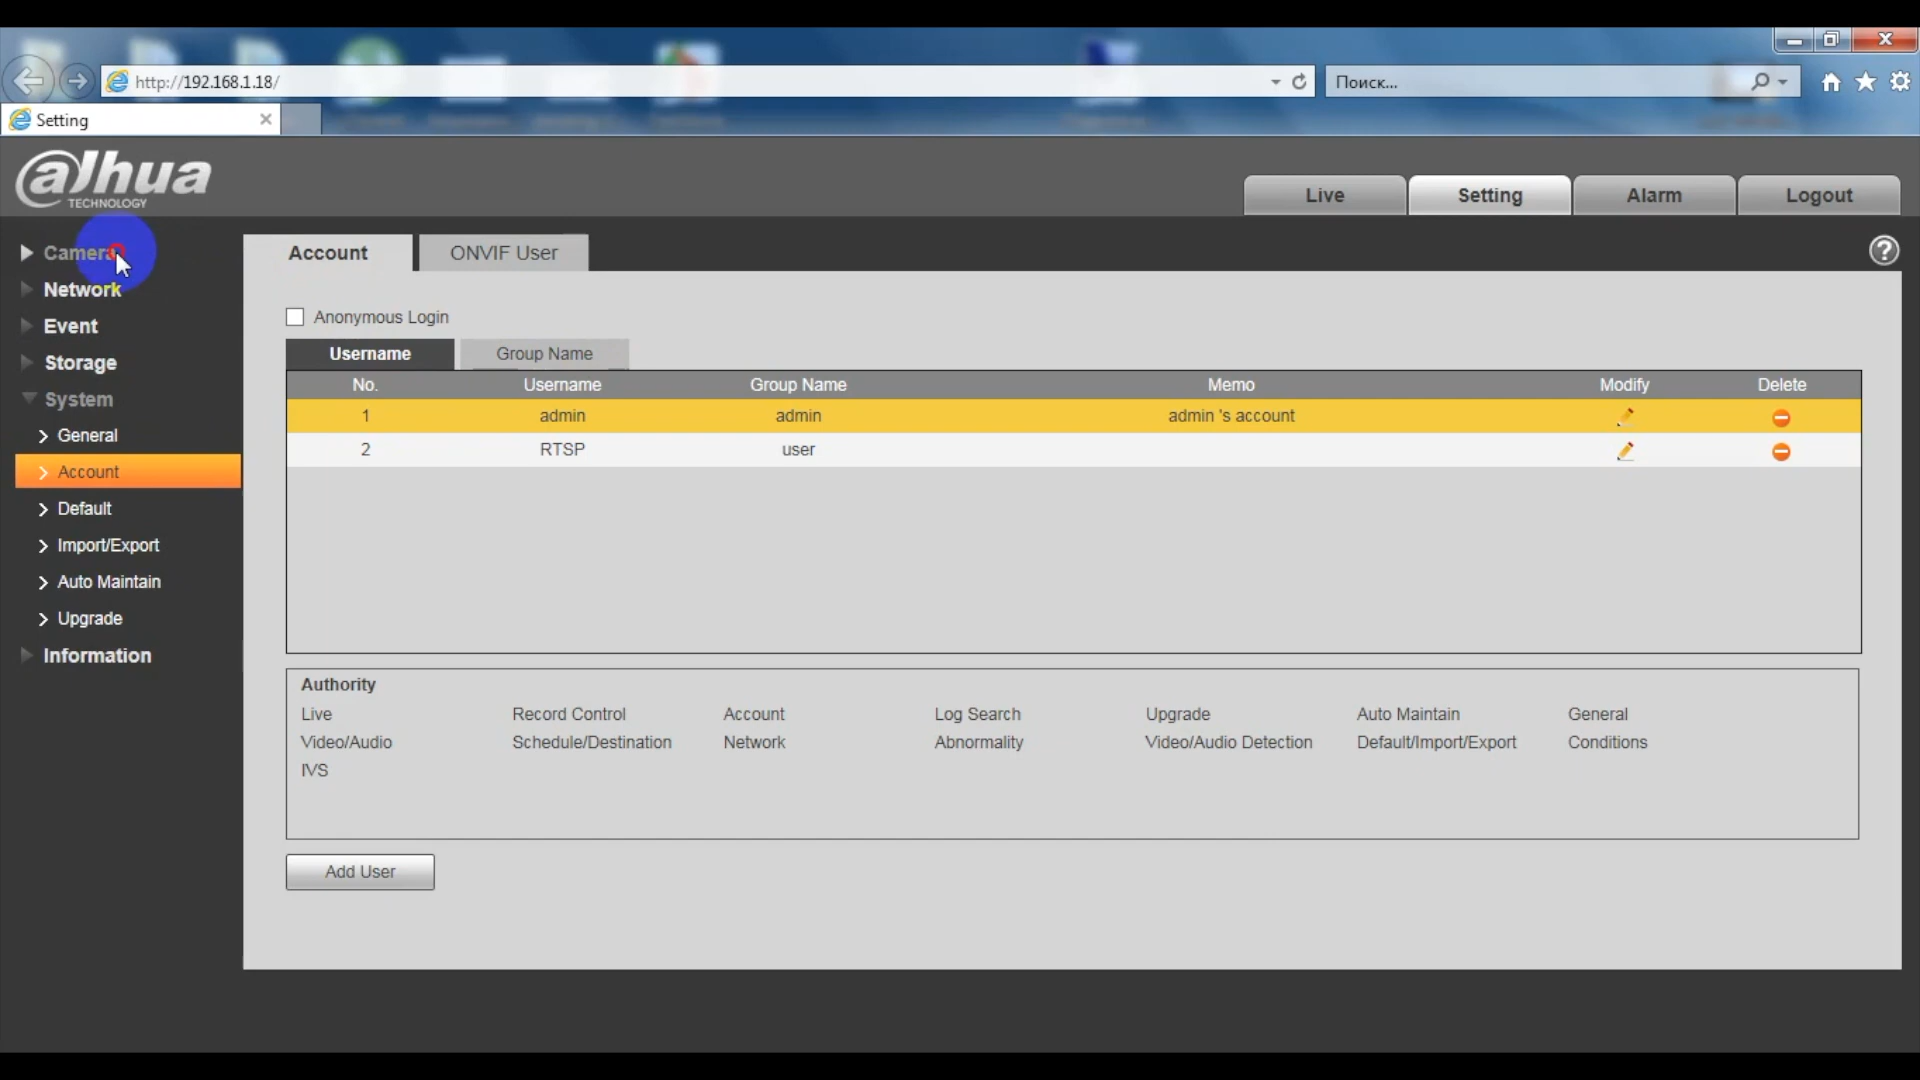 http://192.168.1.18/
Поиск...
Setting
alhua
TECHNOLOGY
Live Setting Alarm Logout
Camera
Network
Event
Storage
System
General
Account
Default
Import/Export
Auto Maintain
Upgrade
Information
Account ONVIF User
Anonymous Login
Username Group Name
No. Username Group Name Memo Modify Delete
1 admin admin admin 's account
2 RTSP user
Authority
Live Record Control Account Log Search Upgrade Auto Maintain General
Video/Audio Schedule/Destination Network Abnormality Video/Audio Detection Default/Import/Export Conditions
IVS
Add User